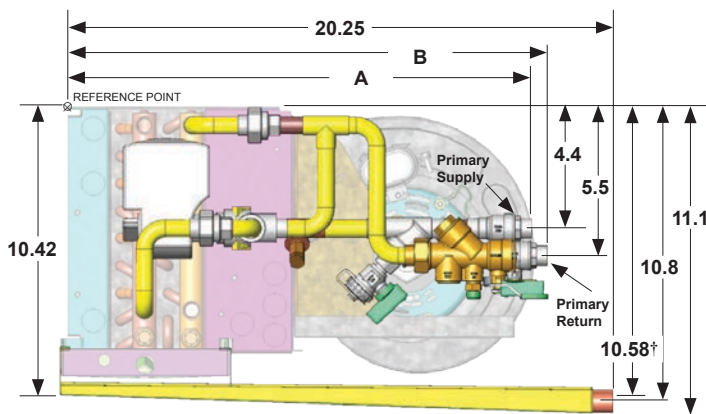 20.25
B
A
REFERENCE POINT
4.4
Primary
Supply
5.5
11.1
10.42
10.8
Primary
Return
10.58†